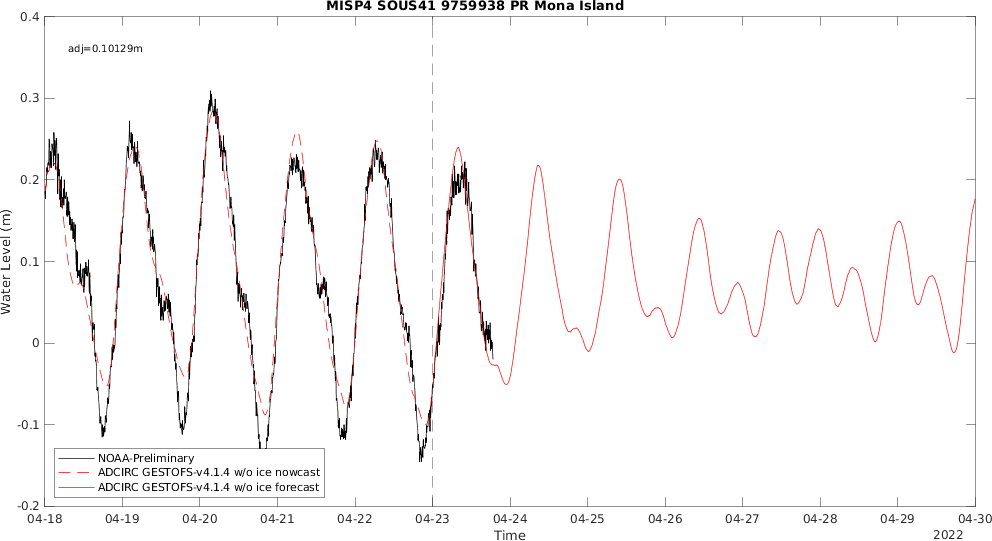 MISP4 SOUS41 9759938 PR Mona Island
adj=0.10129m
Water Level (m)
0.4
0.3
0.2
0.1
0
-0.1
-0.2
NOAA-Preliminary
ADCIRC GESTOFS-v4.1.4 w/o ice nowcast
ADCIRC GESTOFS-v4.1.4 w/o ice forecast
04-18 04-19 04-20 04-21 04-22 04-23 04-24 04-25 04-26 04-27 04-28 04-29 04-30
Time
2022